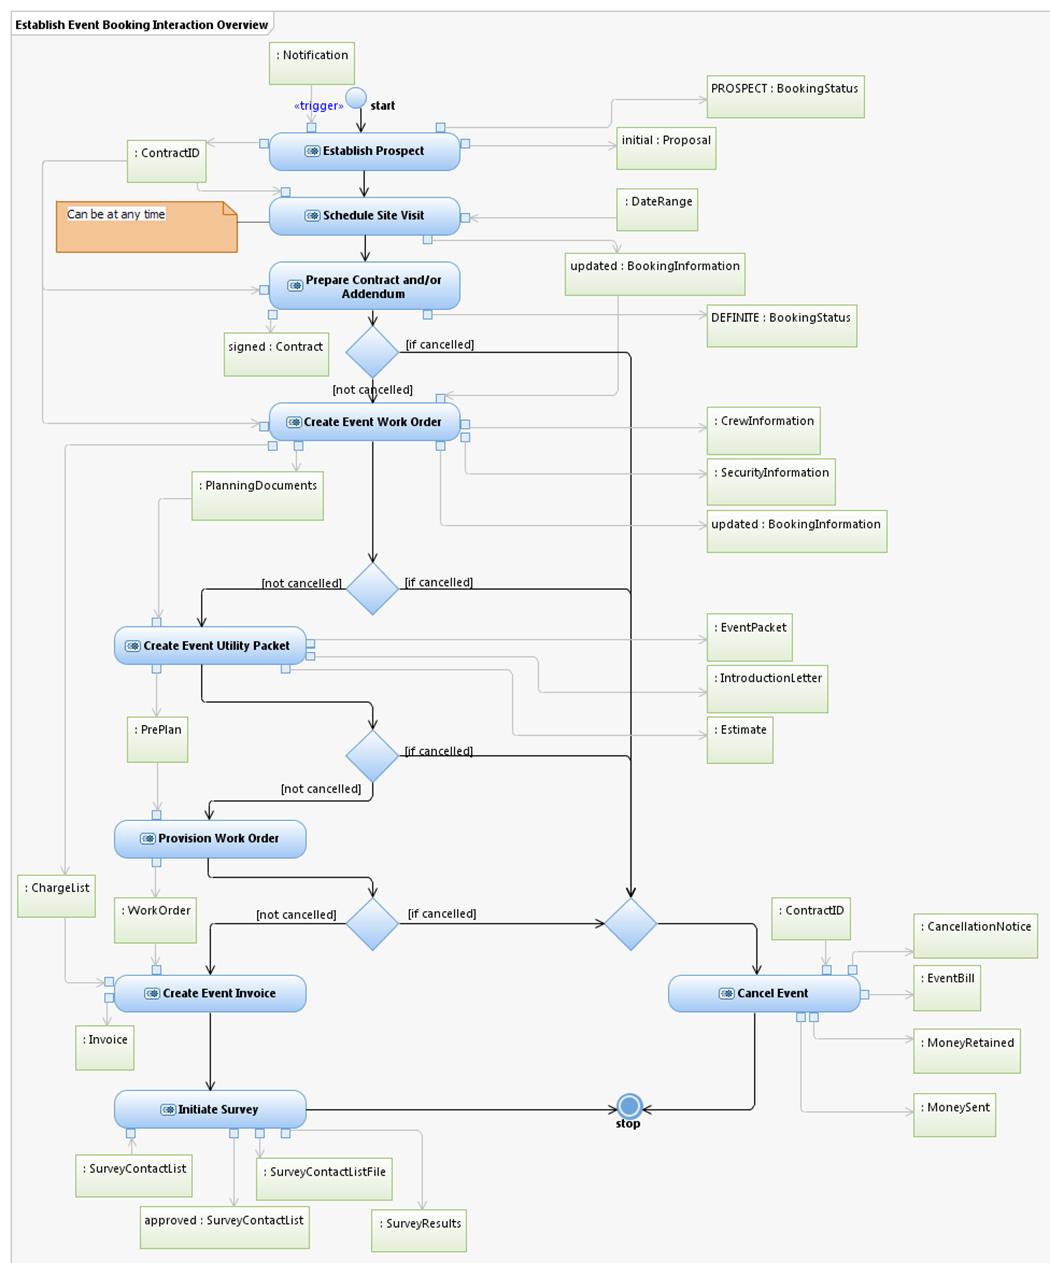 Establish Event Booking Interaction Overview
: Notification
«trigger»
start
PROSPECT : BookingStatus
initial : Proposal
: ContractID
Establish Prospect
Can be at any time
Schedule Site Visit
: DateRange
updated : BookingInformation
Prepare Contract and/or
Addendum
DEFINITE : BookingStatus
signed : Contract
[if cancelled]
[not cancelled]
Create Event Work Order
: CrewInformation
: SecurityInformation
: PlanningDocuments
updated : BookingInformation
[not cancelled]
[if cancelled]
Create Event Utility Packet
: EventPacket
: IntroductionLetter
: PrePlan
: Estimate
[if cancelled]
[not cancelled]
Provision Work Order
: ChargeList
: WorkOrder
[not cancelled]
[if cancelled]
: ContractID
: CancellationNotice
Create Event Invoice
Cancel Event
: EventBill
: Invoice
: MoneyRetained
: MoneySent
Initiate Survey
stop
: SurveyContactList
: SurveyContactListFile
approved : SurveyContactList
: SurveyResults